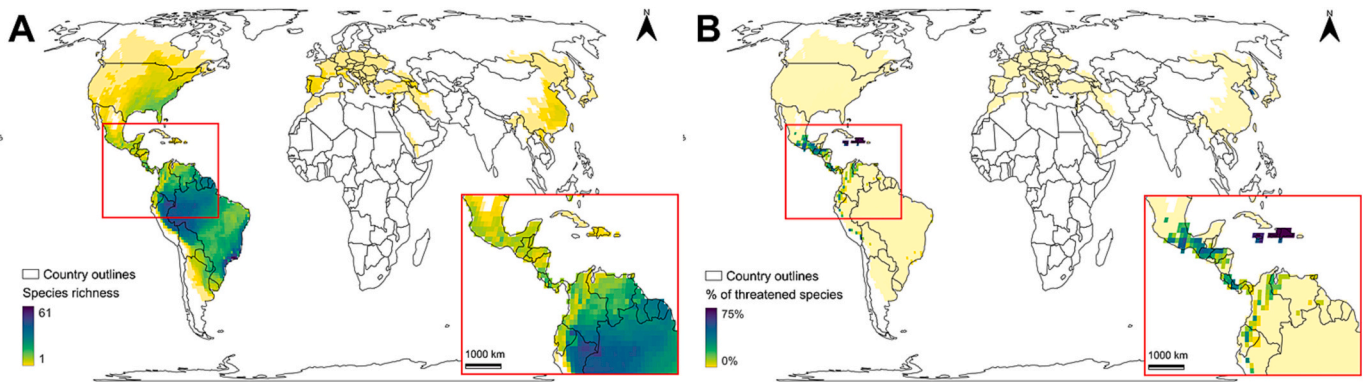 A
N
Country outlines
Species richness
61
1
1000 km
B
N
Country outlines
% of threatened species
75%
0%
1000 km